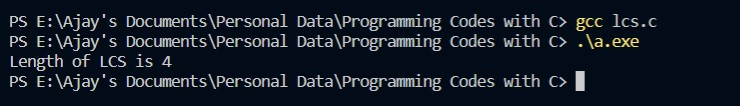 PS E:\Ajay's Documents\Personal Data\Programming Codes with C> gcc lcs.c
PS E:\Ajay's Documents\Personal Data\Programming Codes with C> .\a.exe
Length of LCS is 4
PS E:\Ajay's Documents\Personal Data\Programming Codes with C>